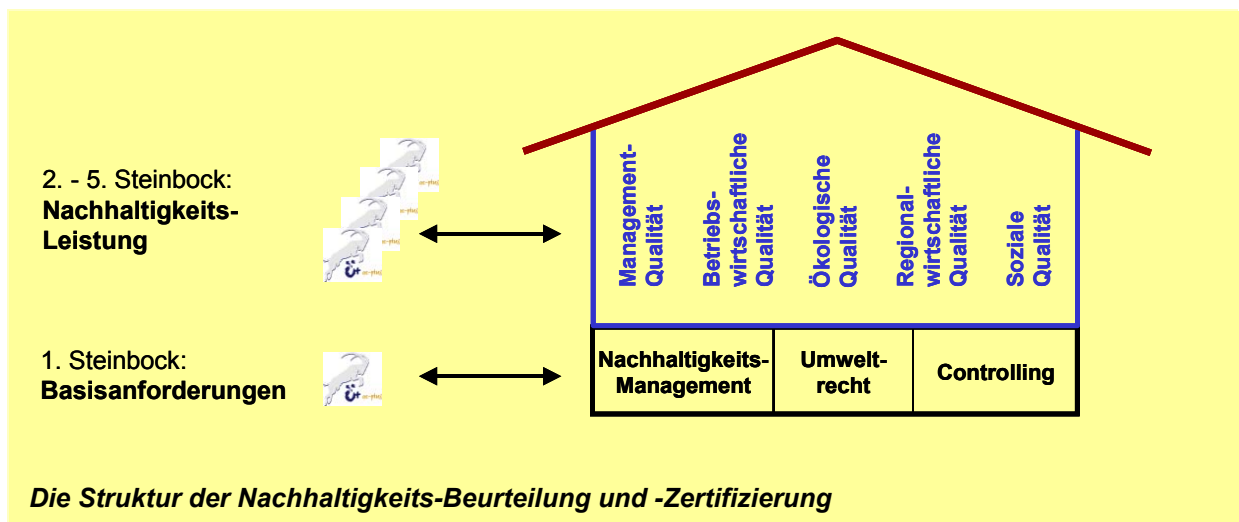 2. - 5. Steinbock:
Nachhaltigkeits-
Leistung
Management-
Qualität
Betriebs-
wirtschaftliche
Qualität
Ökologische
Qualität
Regional-
wirtschaftliche
Qualität
Soziale
Qualität
1. Steinbock:
Basisanforderungen
Nachhaltigkeits-
Management
Umwelt-
recht
Controlling
Die Struktur der Nachhaltigkeits-Beurteilung und -Zertifizierung